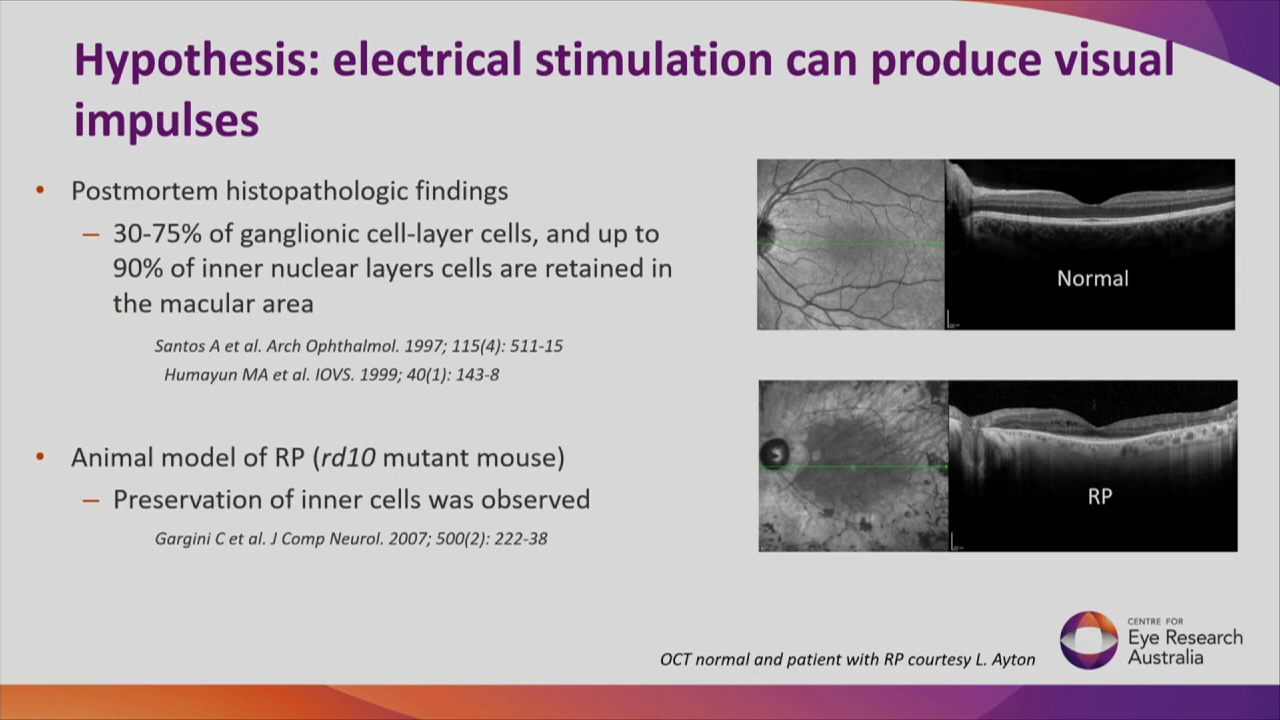 Hypothesis: electrical stimulation can produce visual
impulses
• Postmortem histopathologic findings
– 30-75% of ganglionic cell-layer cells, and up to
90% of inner nuclear layers cells are retained in
the macular area
Santos A et al. Arch Ophthalmol. 1997; 115(4): 511-15
Humayun MA et al. IOVS. 1999; 40(1): 143-8
• Animal model of RP (rd10 mutant mouse)
– Preservation of inner cells was observed
Gargini C et al. J Comp Neurol. 2007; 500(2): 222-38
Normal
RP
OCT normal and patient with RP courtesy L. Ayton
CENTRE FOR
Eye Research
Australia